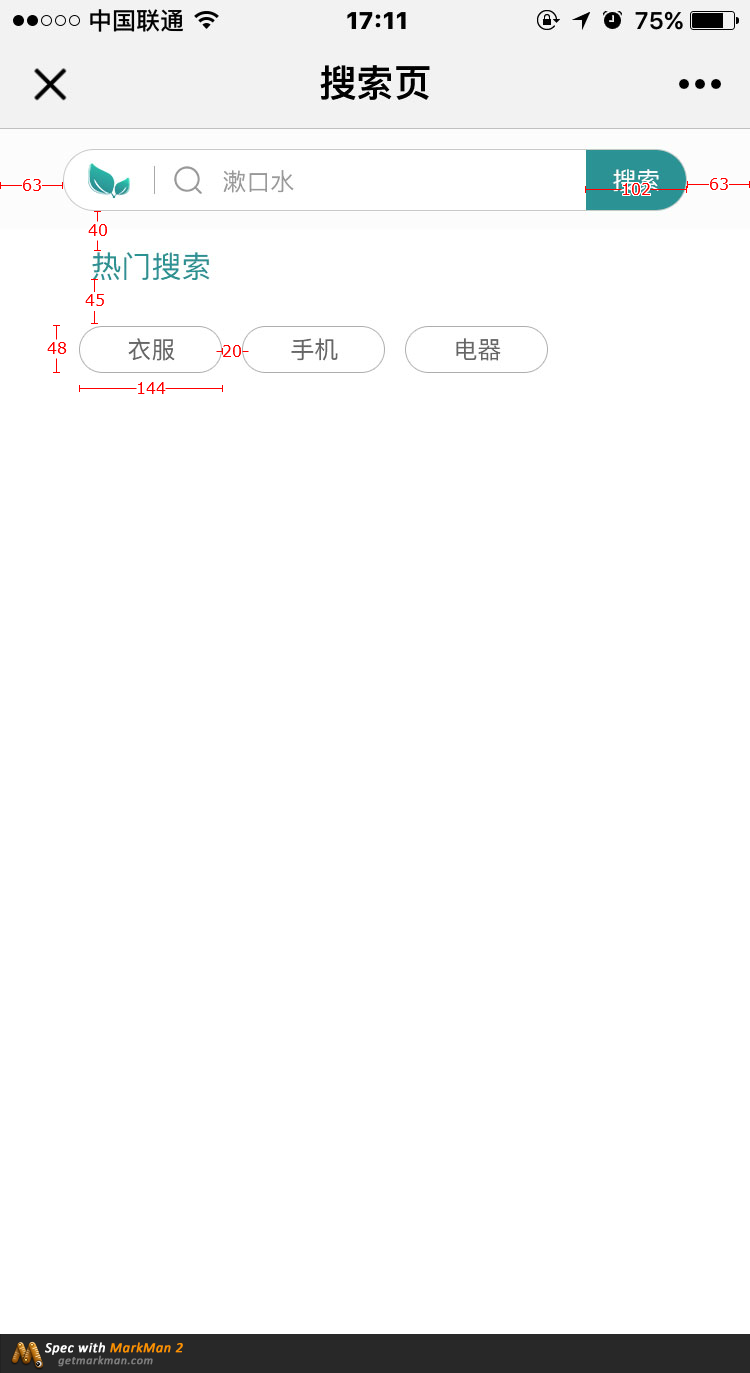 中国联通 17:11 75%
搜索页
漱口水 搜索
63 102 63
40
热门搜索
45
48 衣服 20 手机 电器
144
Spec with MarkMan 2
getmarkman.com